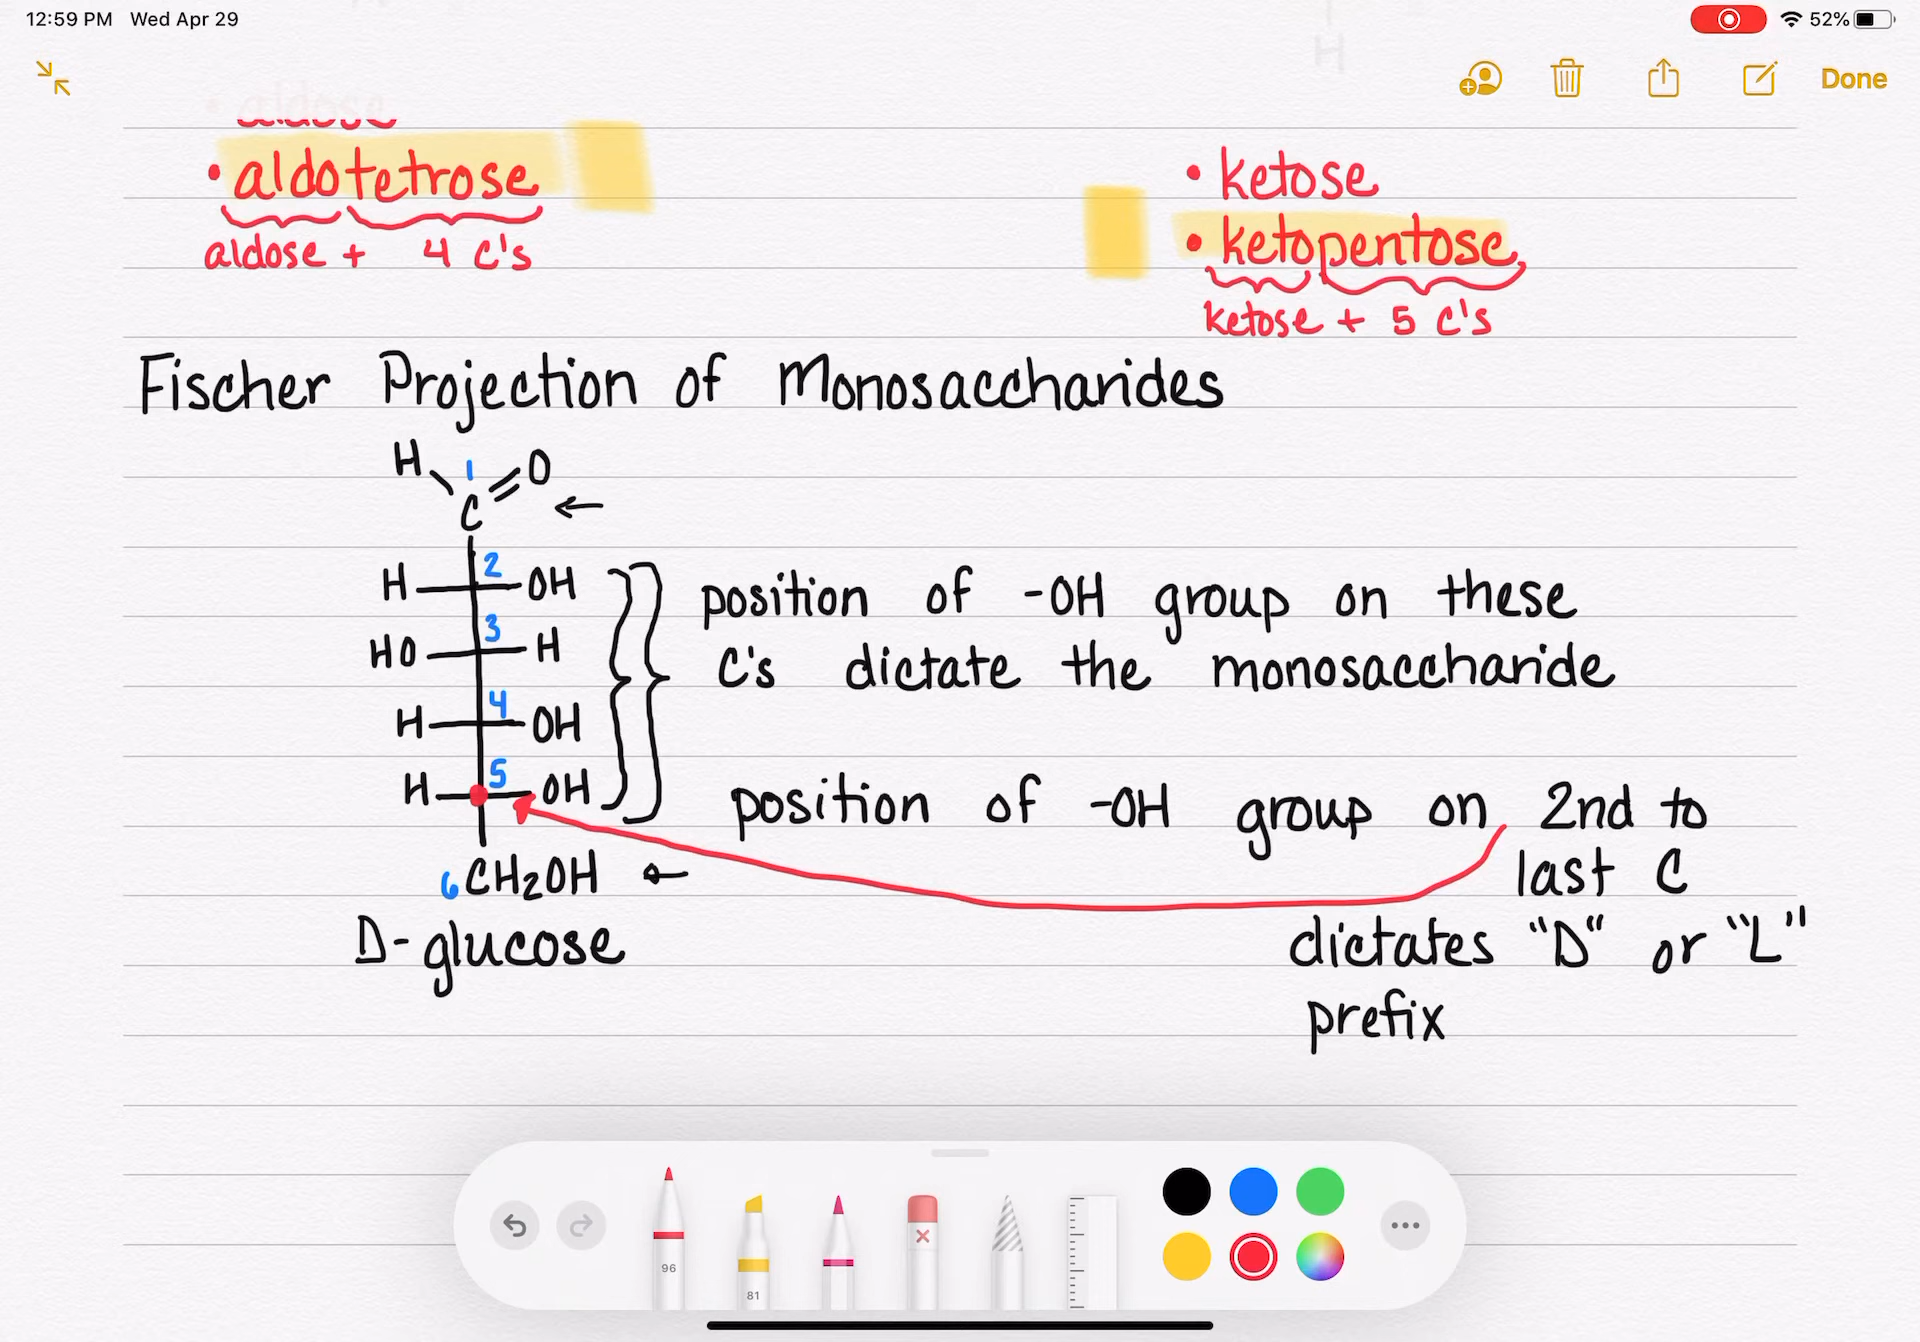 12:59 PM Wed Apr 29
52%
Done
H
• aldose
• aldotetrose
aldose + 4 C's
• ketose
• ketopentose
ketose + 5 C's
Fischer Projection of Monosaccharides
H 1 O
C
H 2 OH
HO 3 H
H 4 OH
H 5 OH
6 CH2OH
D-glucose
position of -OH group on these
C's dictate the monosaccharide
position of -OH group on 2nd to
last C
dictates "D" or "L"
prefix
96
81